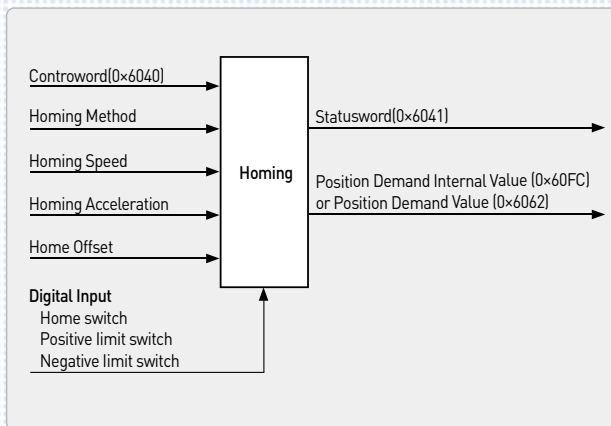 Controword(0×6040)
Homing Method
Homing Speed
Homing Acceleration
Home Offset
Digital Input
Home switch
Positive limit switch
Negative limit switch
Homing
Statusword(0×6041)
Position Demand Internal Value (0×60FC)
or Position Demand Value (0×6062)